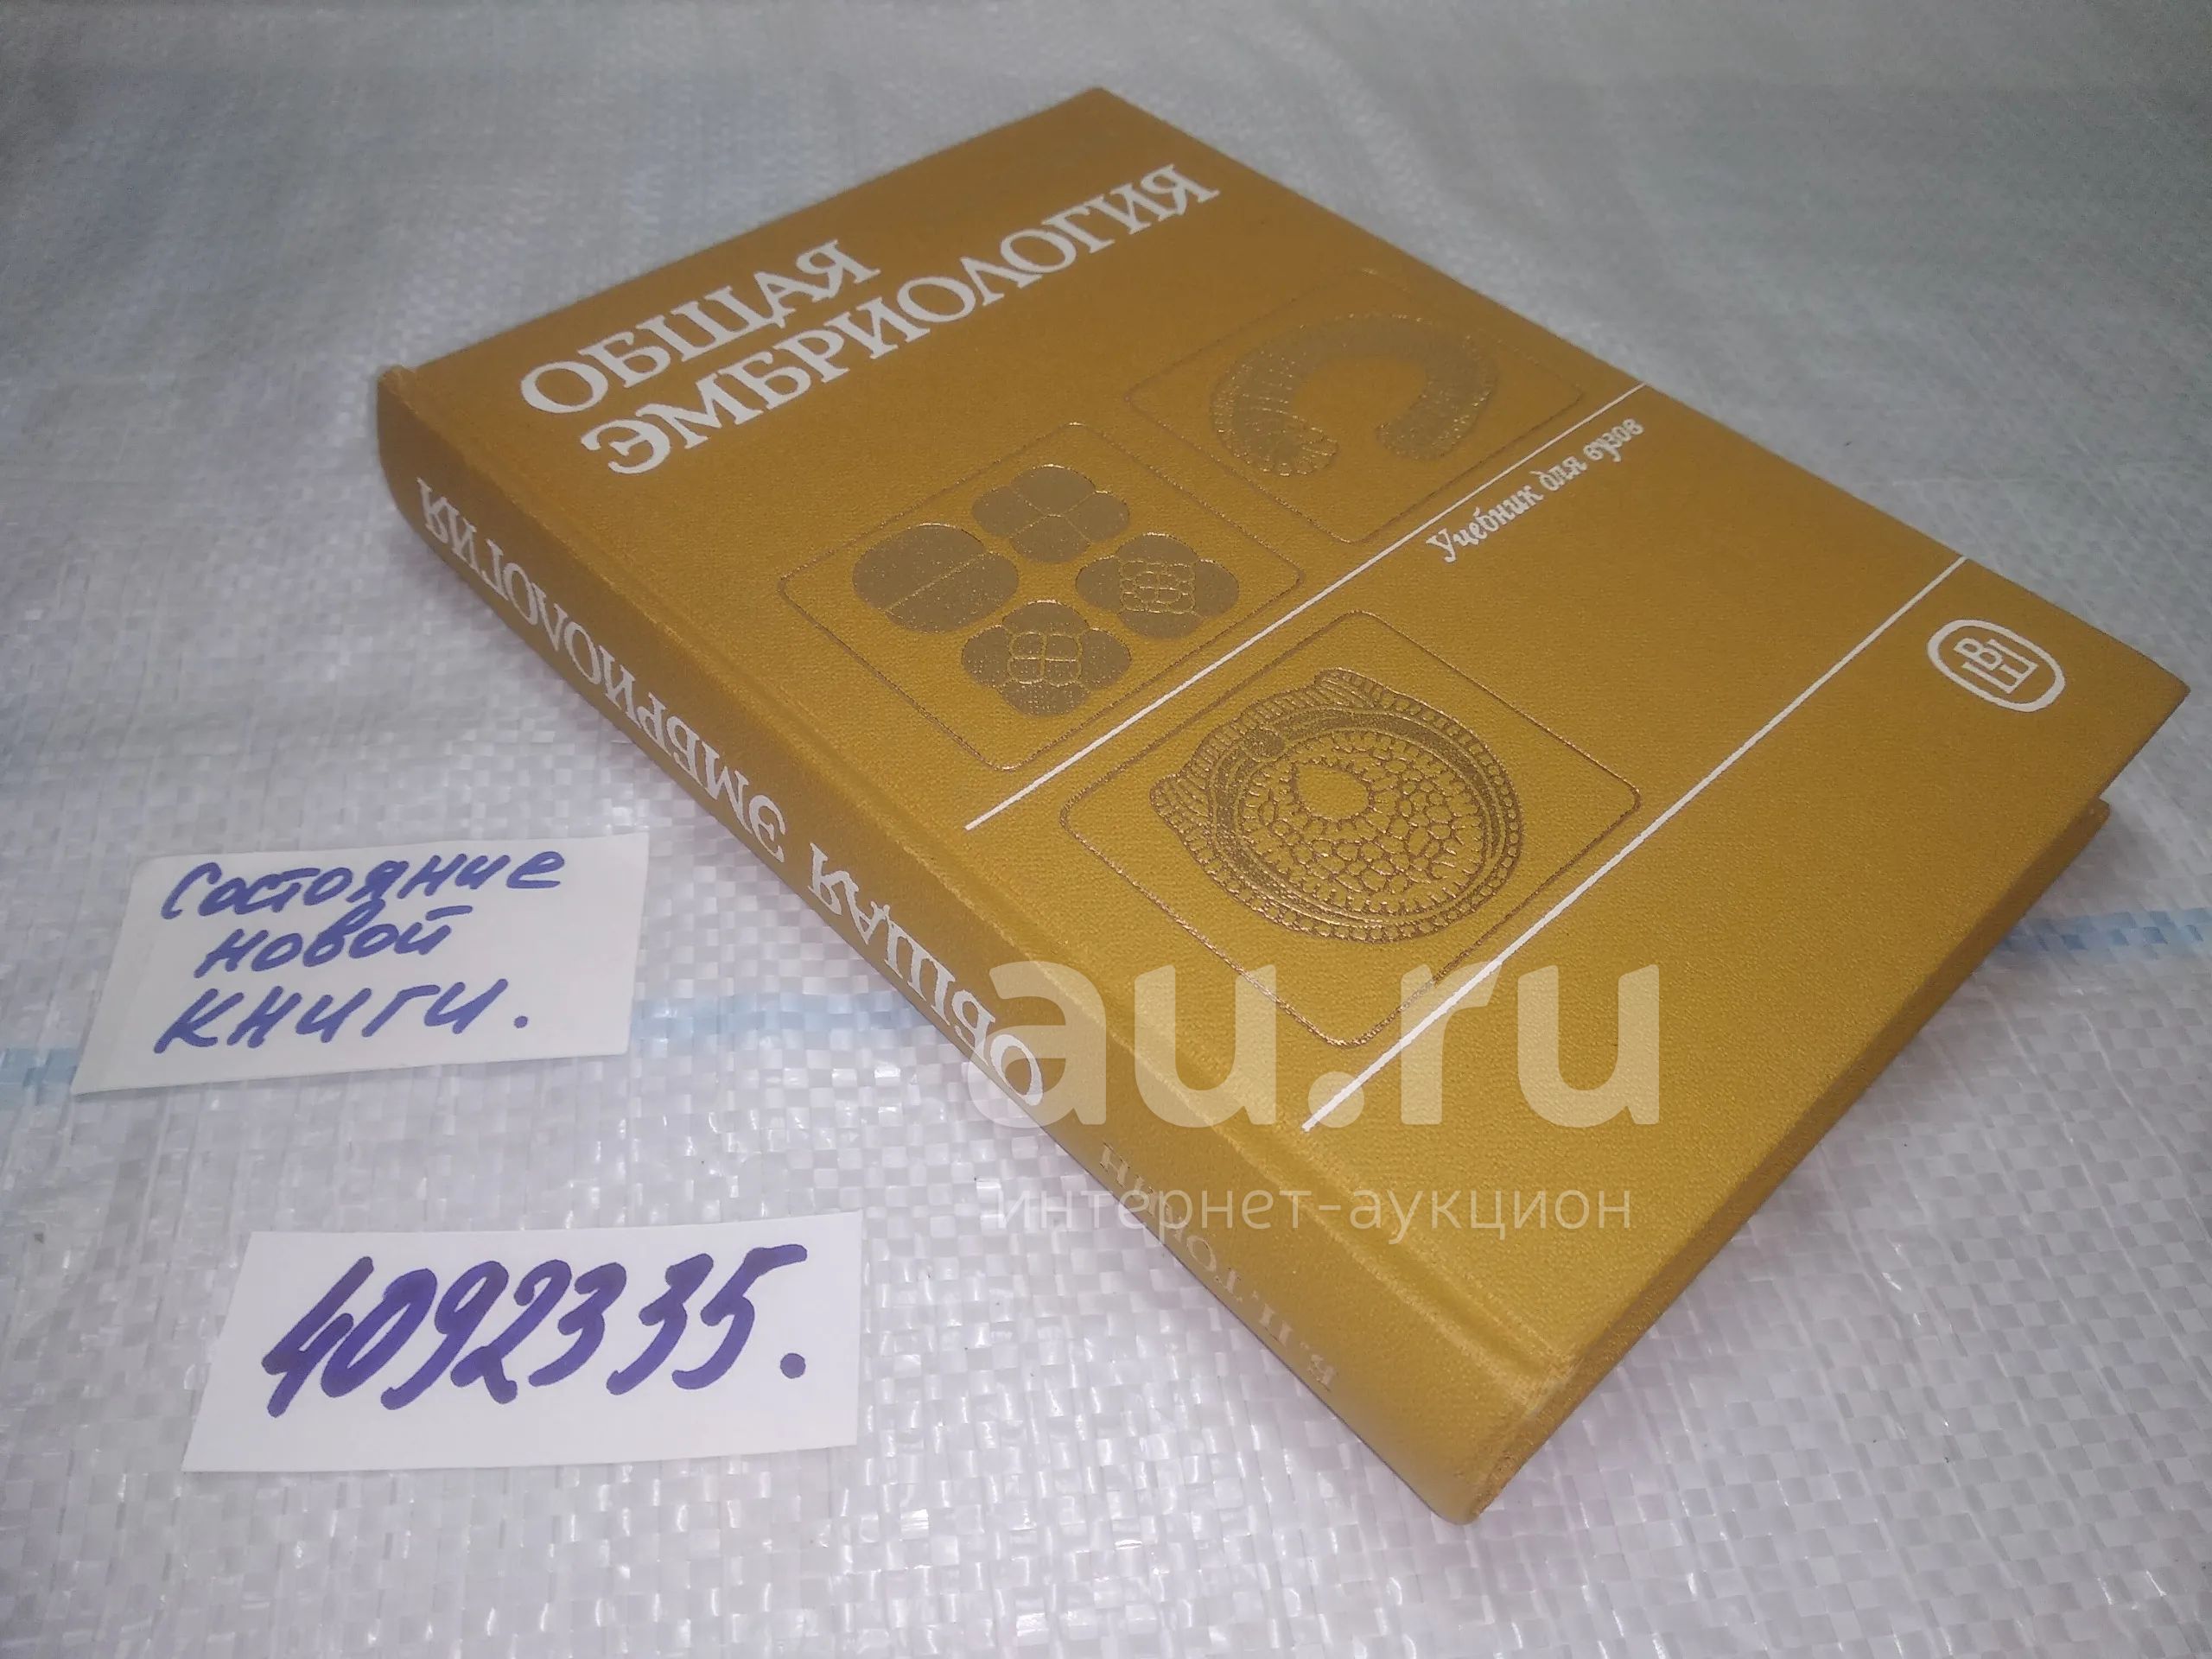 ОБЩАЯ
ЭМБРИОЛОГИЯ
Учебник для вузов
ОБЩАЯ ЭМБРИОЛОГИЯ
Состояние
новой
книги.
4092335.
au.ru
интернет-аукцион